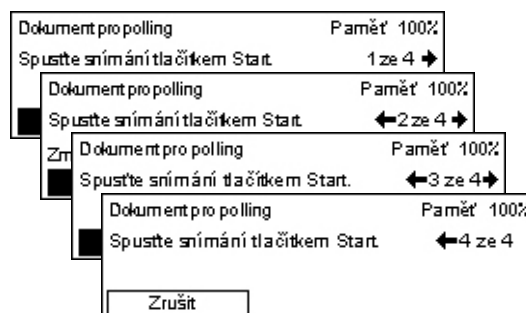 Dokument pro polling Paměť 100%
Spusťte snímání tlačítkem Start. 1 ze 4
Dokument pro polling Paměť 100%
Spusťte snímání tlačítkem Start. 2 ze 4
Dokument pro polling Paměť 100%
Spusťte snímání tlačítkem Start. 3 ze 4
Dokument pro polling Paměť 100%
Spusťte snímání tlačítkem Start. 4 ze 4
Zrušit